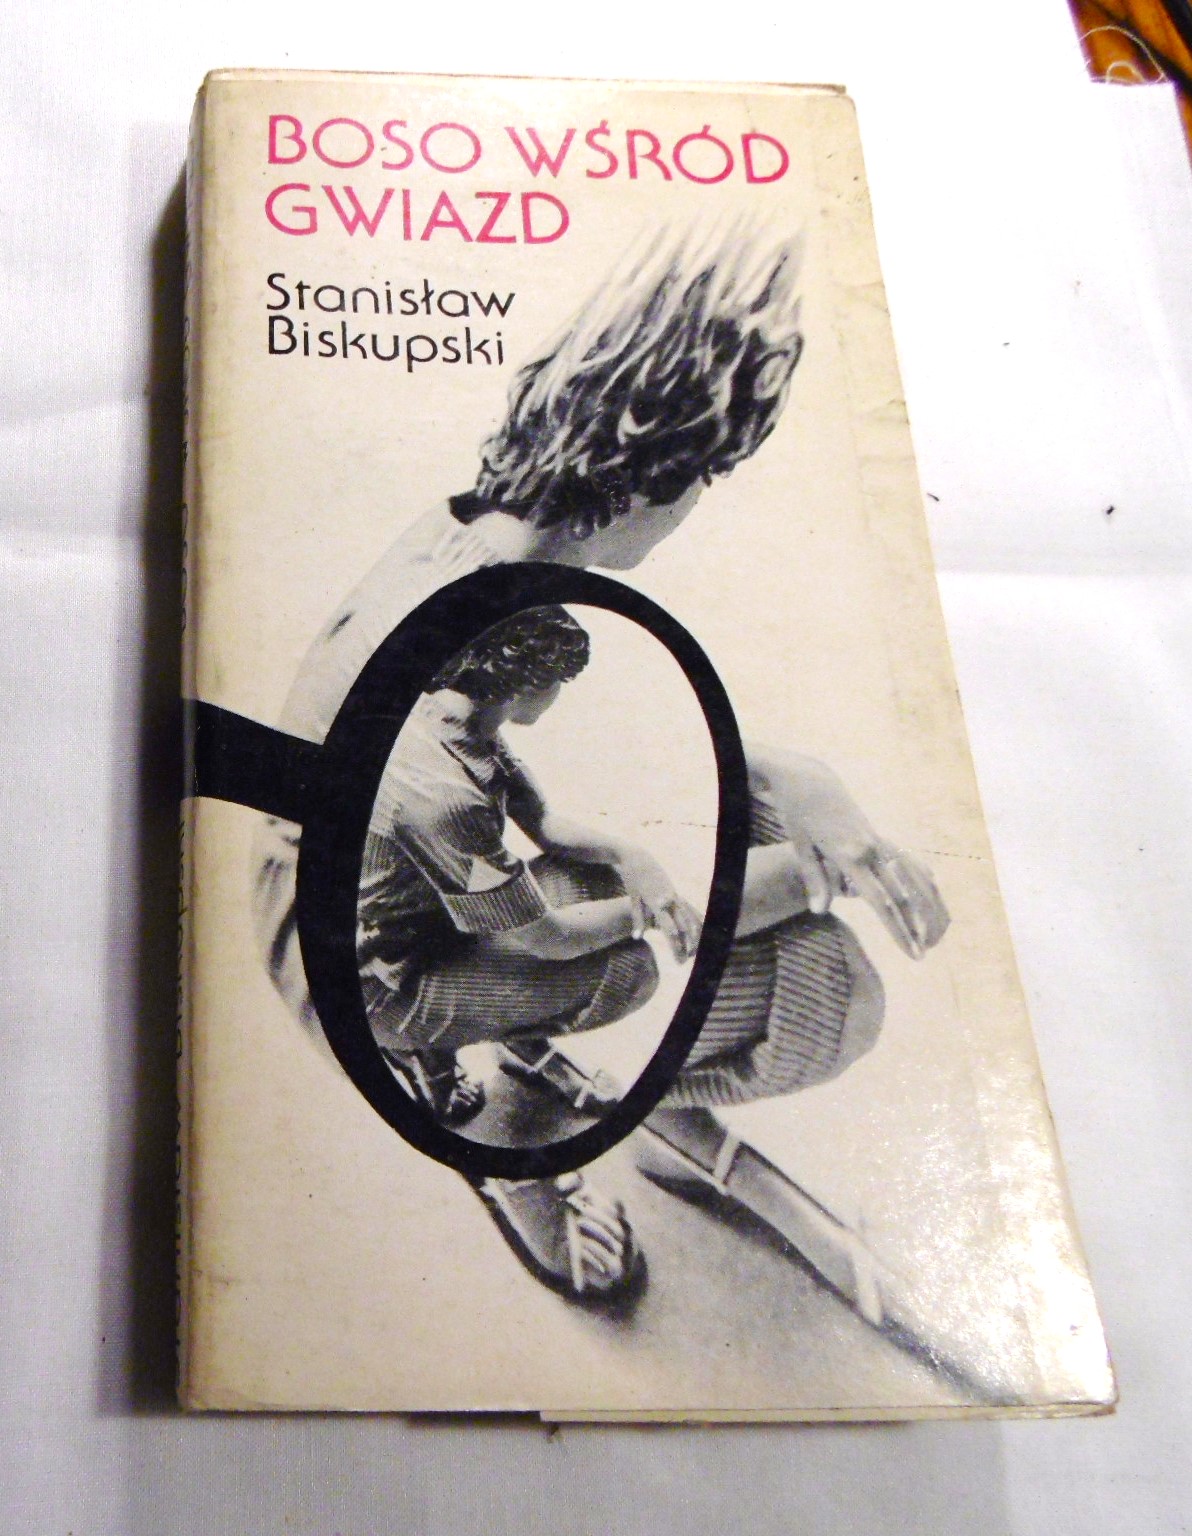 BOSO WŚRÓD
GWIAZD
Stanisław
Biskupski